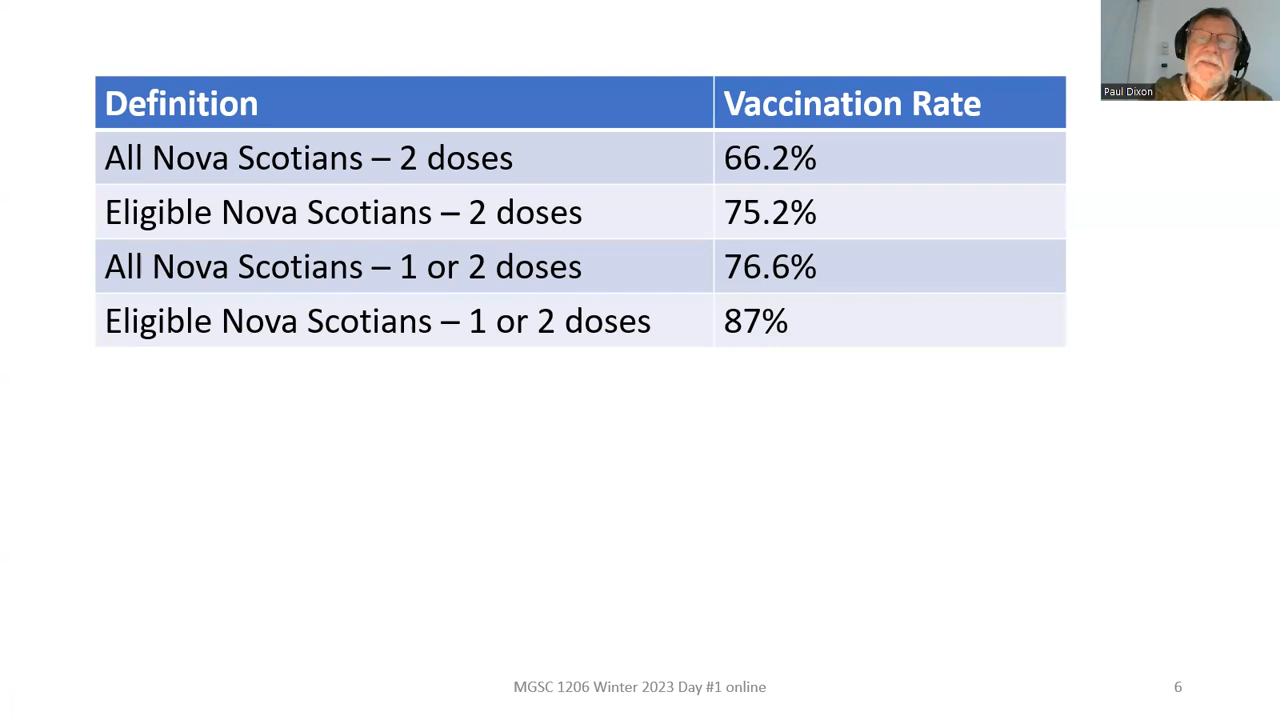 Paul Dixon
Definition Vaccination Rate
All Nova Scotians – 2 doses 66.2%
Eligible Nova Scotians – 2 doses 75.2%
All Nova Scotians – 1 or 2 doses 76.6%
Eligible Nova Scotians – 1 or 2 doses 87%
MGSC 1206 Winter 2023 Day #1 online 6